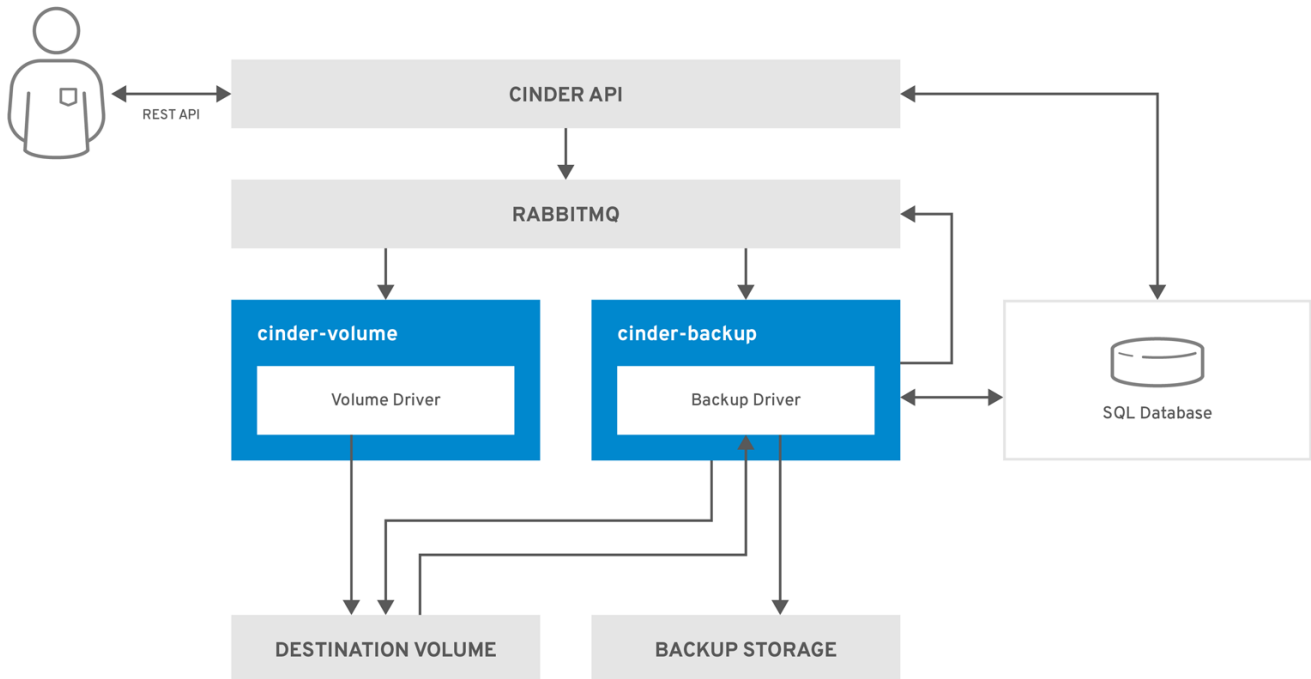 CINDER API
REST API
RABBITMQ
cinder-volume
cinder-backup
Volume Driver
Backup Driver
SQL Database
DESTINATION VOLUME
BACKUP STORAGE